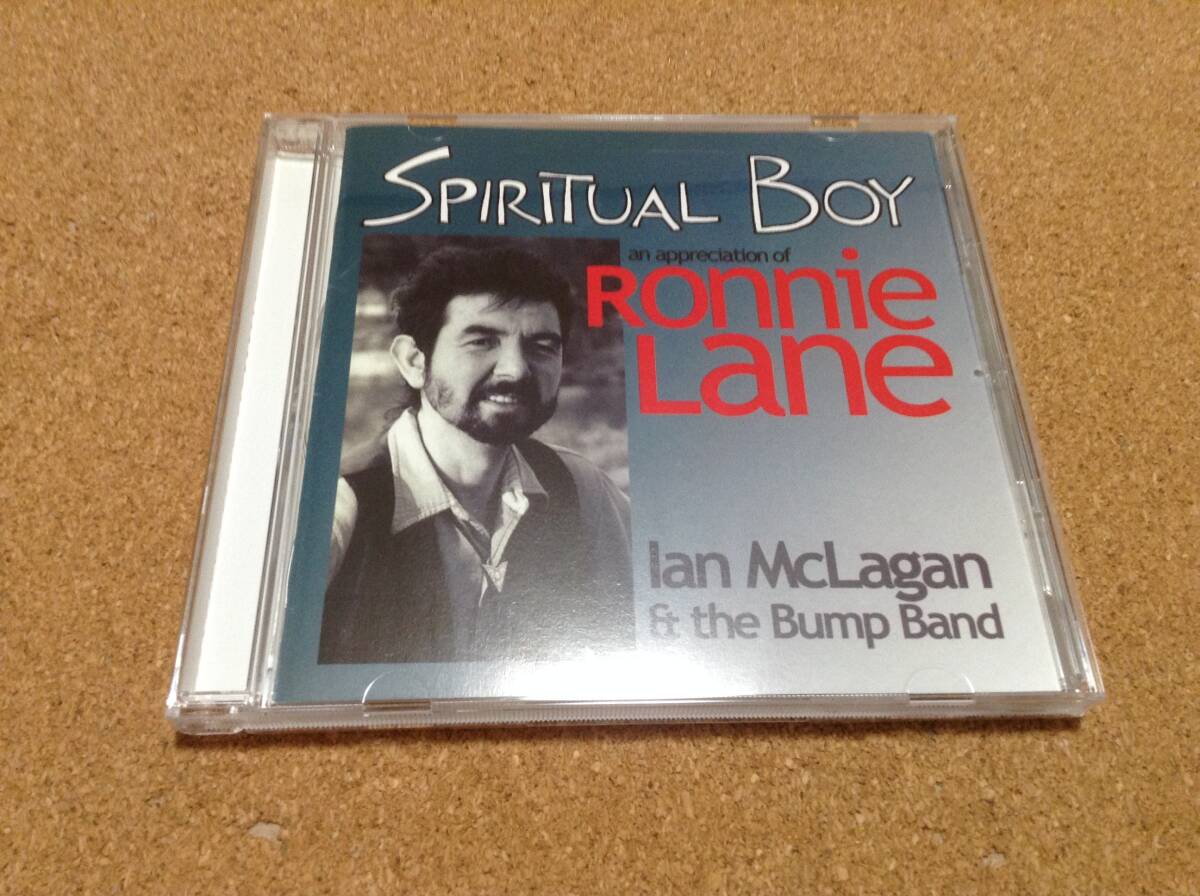 SPIRITUAL BOY
an appreciation of
Ronnie
Lane
Ian McLagan
& the Bump Band